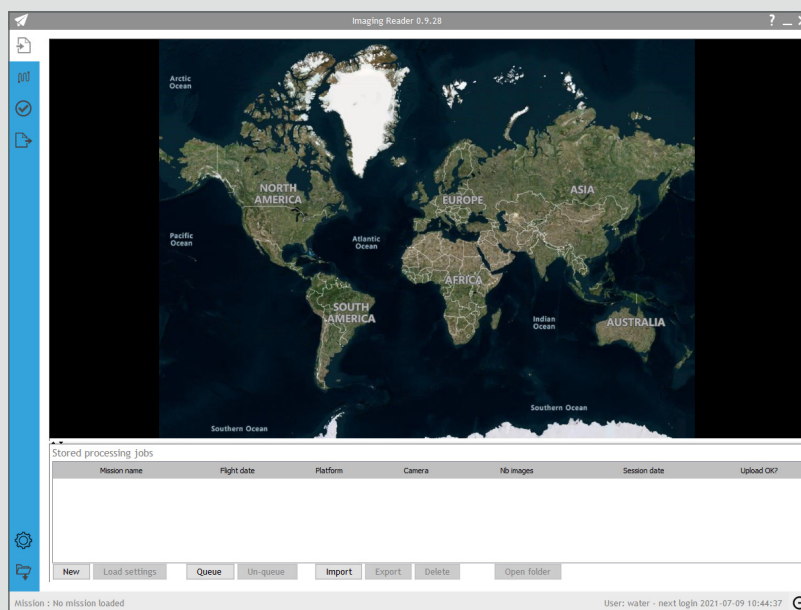 Imaging Reader 0.9.28
?
Arctic
Ocean
NORTH
AMERICA
EUROPE
ASIA
Pacific
Ocean
Atlantic
Ocean
AFRICA
SOUTH
AMERICA
Indian
Ocean
AUSTRALIA
Southern Ocean
Southern Ocean
Stored processing jobs
Mission name Flight date Platform Camera Nb images Session date Upload OK?
New Load settings Queue Un-queue Import Export Delete Open folder
Mission : No mission loaded User: water - next login 2021-07-09 10:44:37